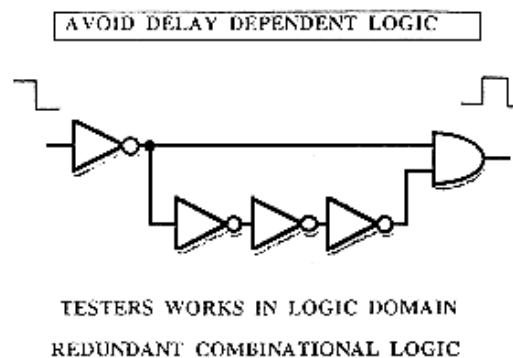 AVOID DELAY DEPENDENT LOGIC
TESTERS WORKS IN LOGIC DOMAIN
REDUNDANT COMBINATIONAL LOGIC